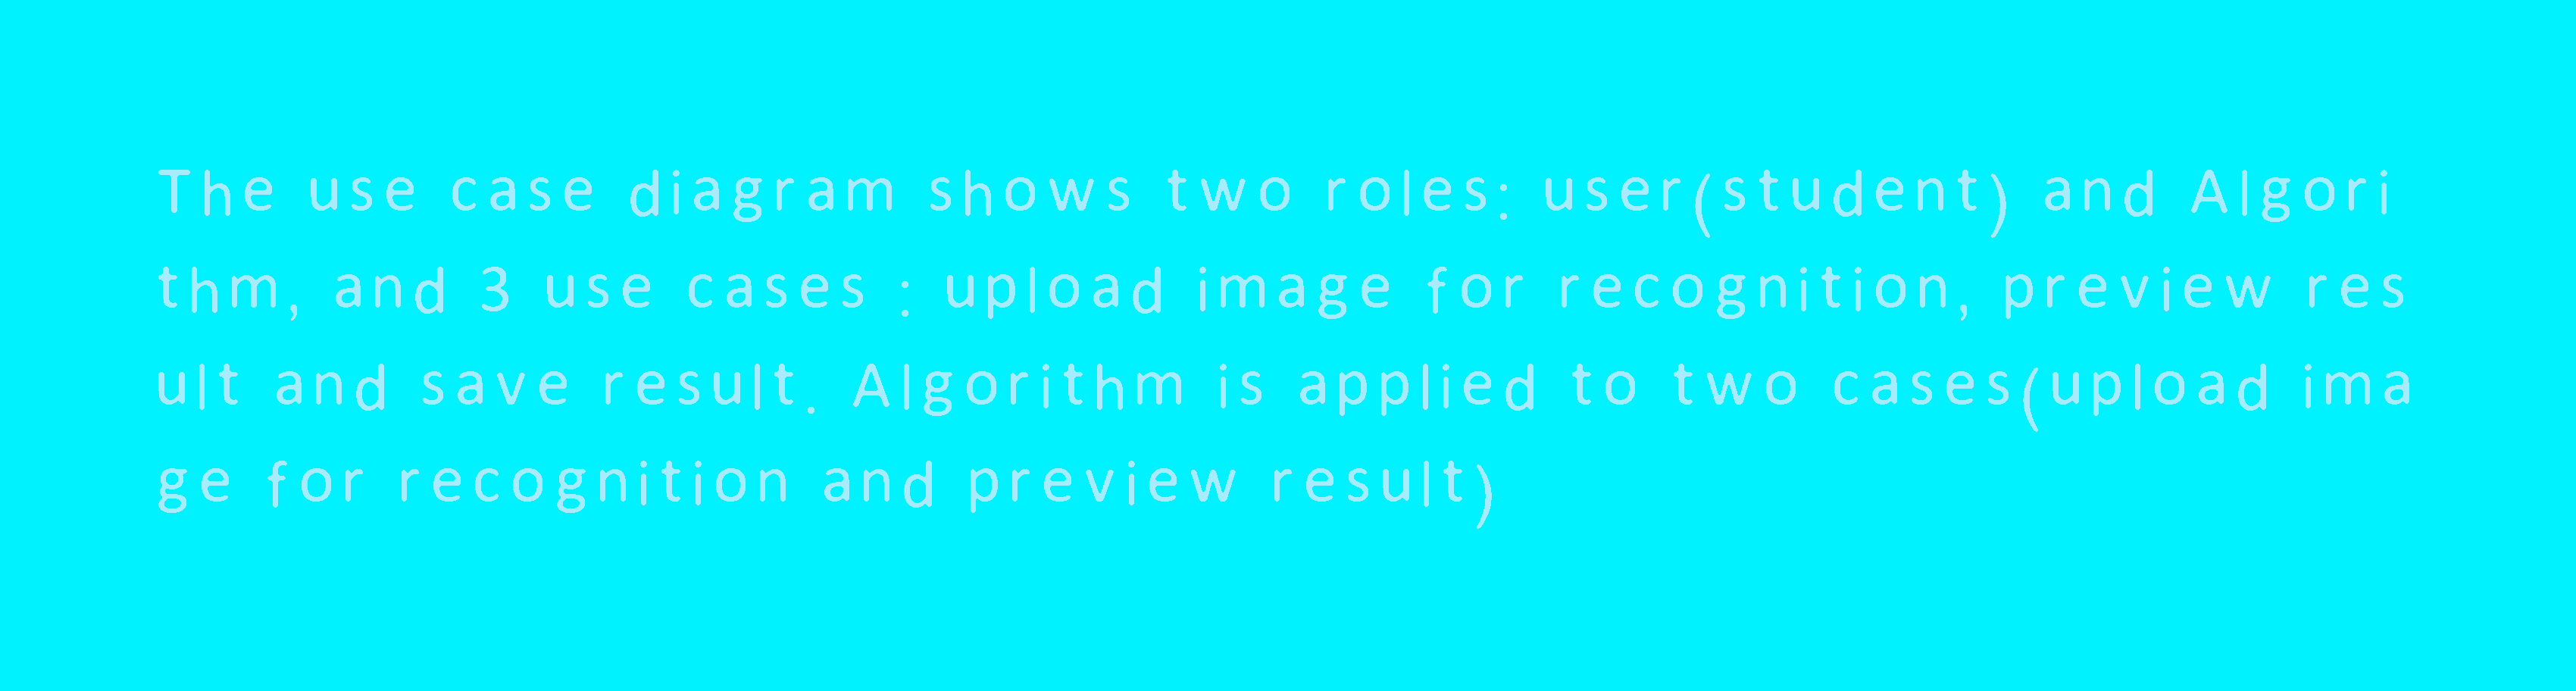 The use case diagram shows two roles: user(student) and Algori
thm, and 3 use cases : upload image for recognition, preview res
ult and save result. Algorithm is applied to two cases(upload ima
ge for recognition and preview result)